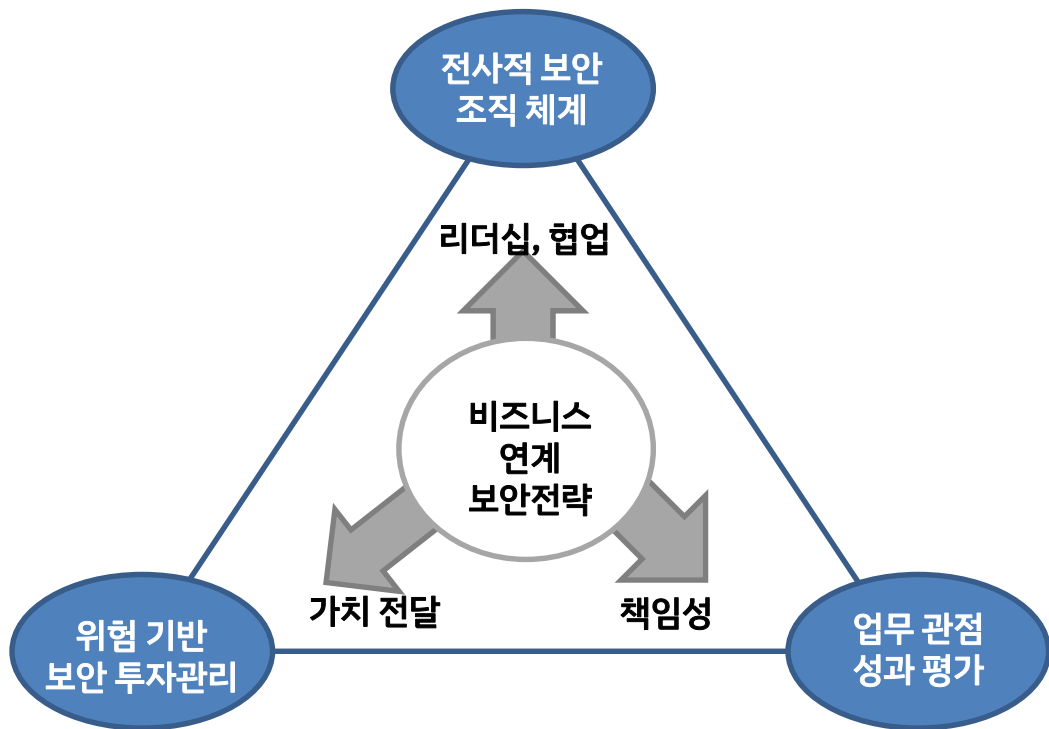 전사적 보안
조직 체계
리더십, 협업
비즈니스
연계
보안전략
가치 전달
책임성
위험 기반
보안 투자관리
업무 관점
성과 평가